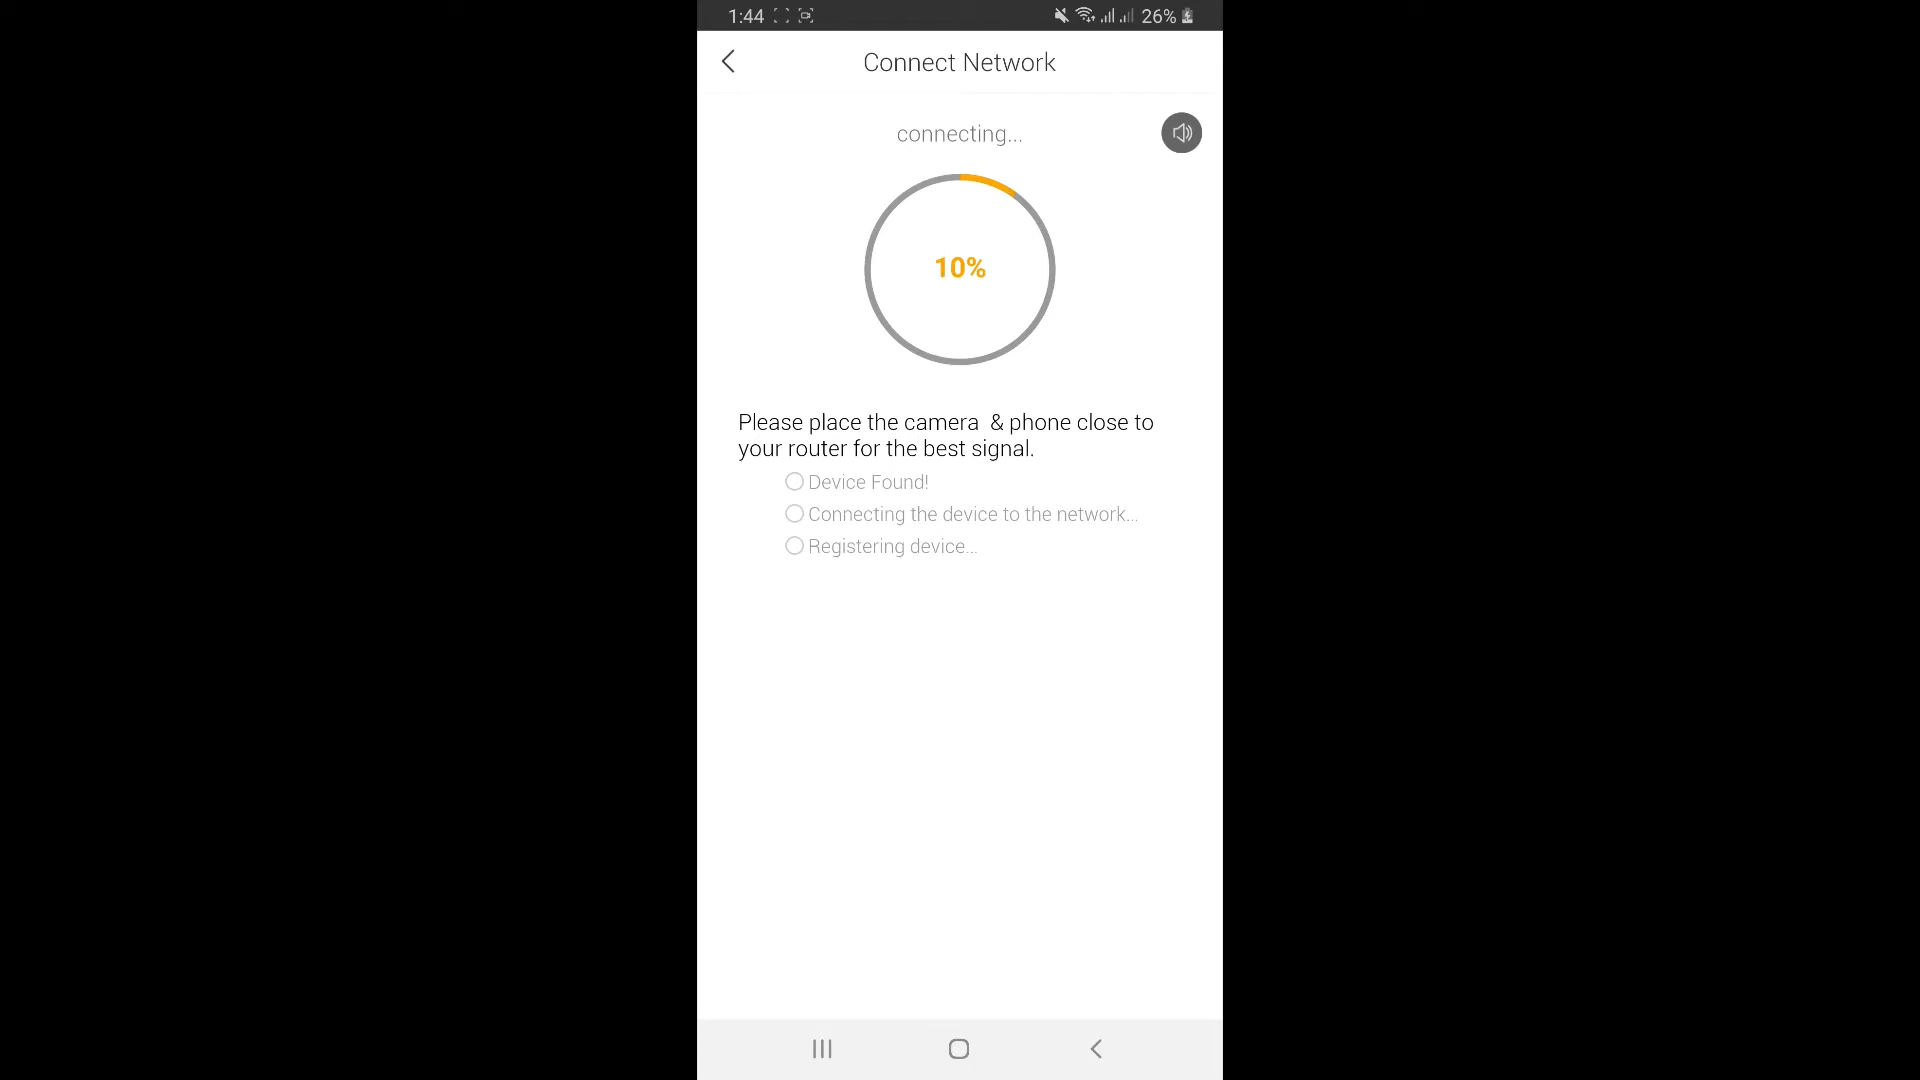 1:44
26%
Connect Network
connecting...
10%
Please place the camera  & phone close to
your router for the best signal.
Device Found!
Connecting the device to the network...
Registering device...